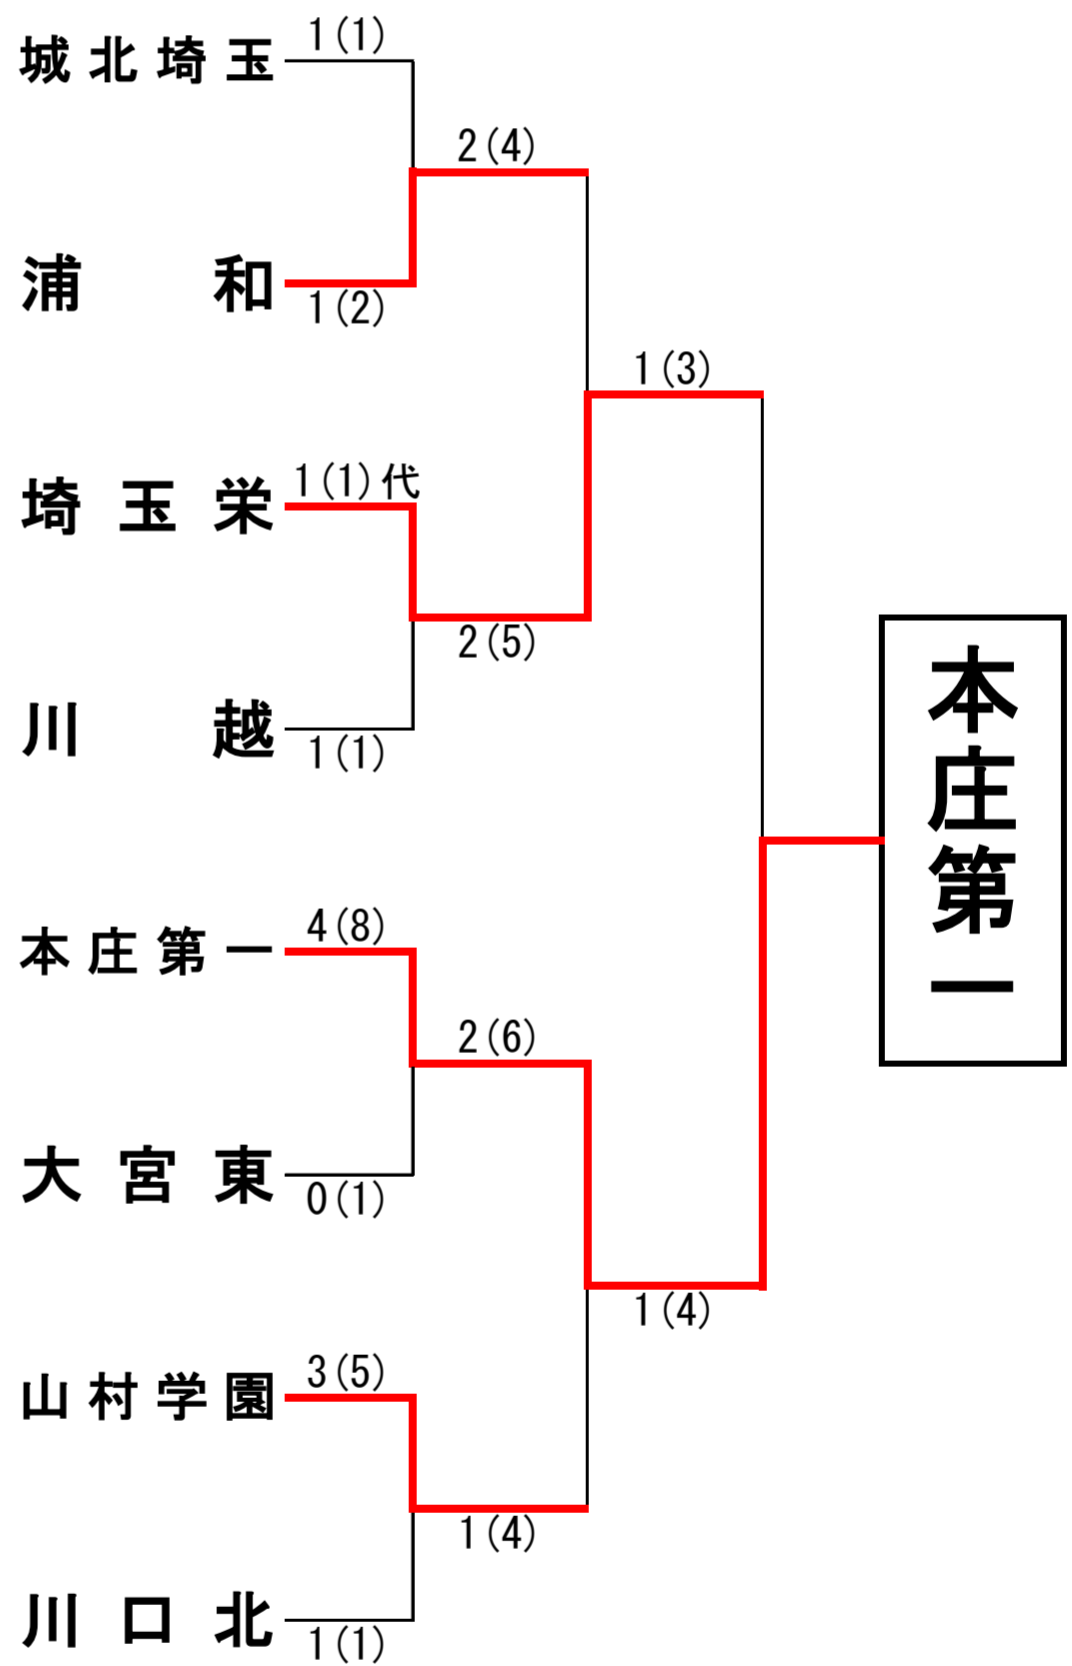 城北埼玉
1(1)
2(4)
浦和
1(2)
1(3)
埼玉栄
1(1)代
2(5)
川越
1(1)
本庄第一
本庄第一
4(8)
2(6)
大宮東
0(1)
1(4)
山村学園
3(5)
1(4)
川口北
1(1)